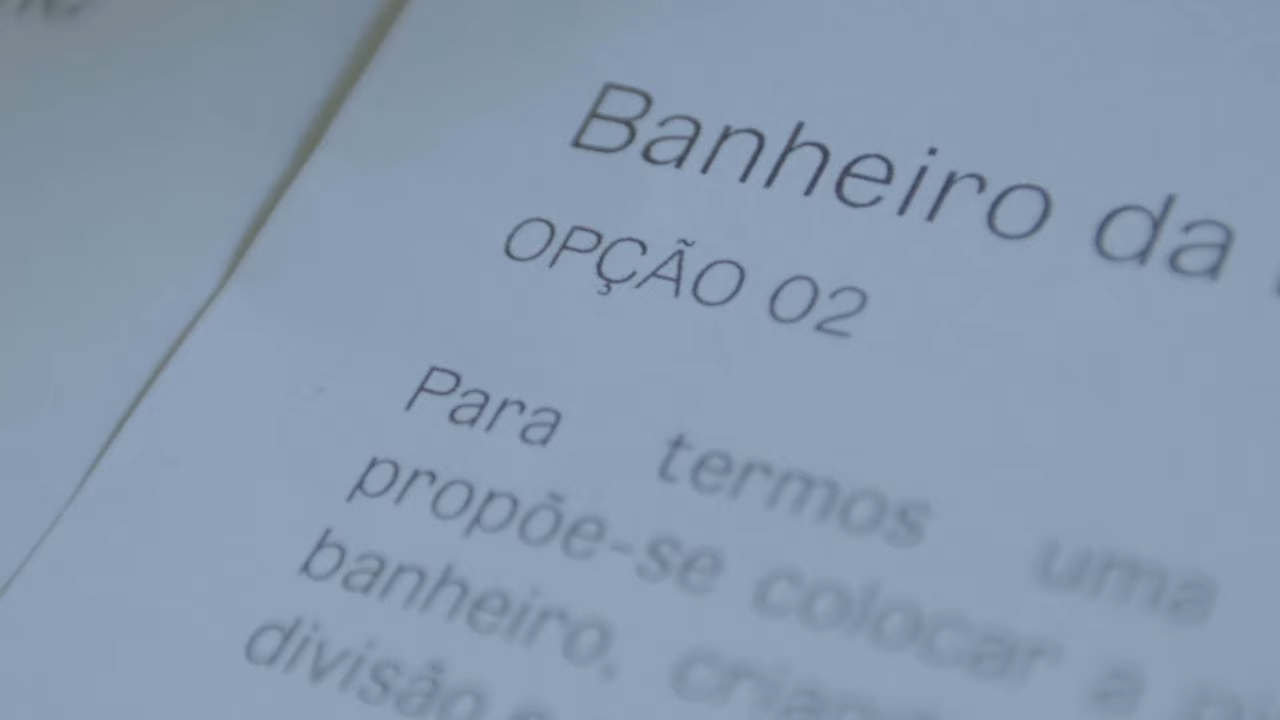 Banheiro da
OPÇÃO 02
Para termos uma
propõe-se colocar a
banheiro,
divisão